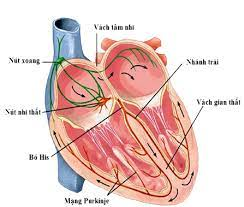 Vách tâm nhĩ
Nút xoang
Nhánh trái
Vách gian thất
Nút nhĩ thất
Bó His
Mạng Purkinje